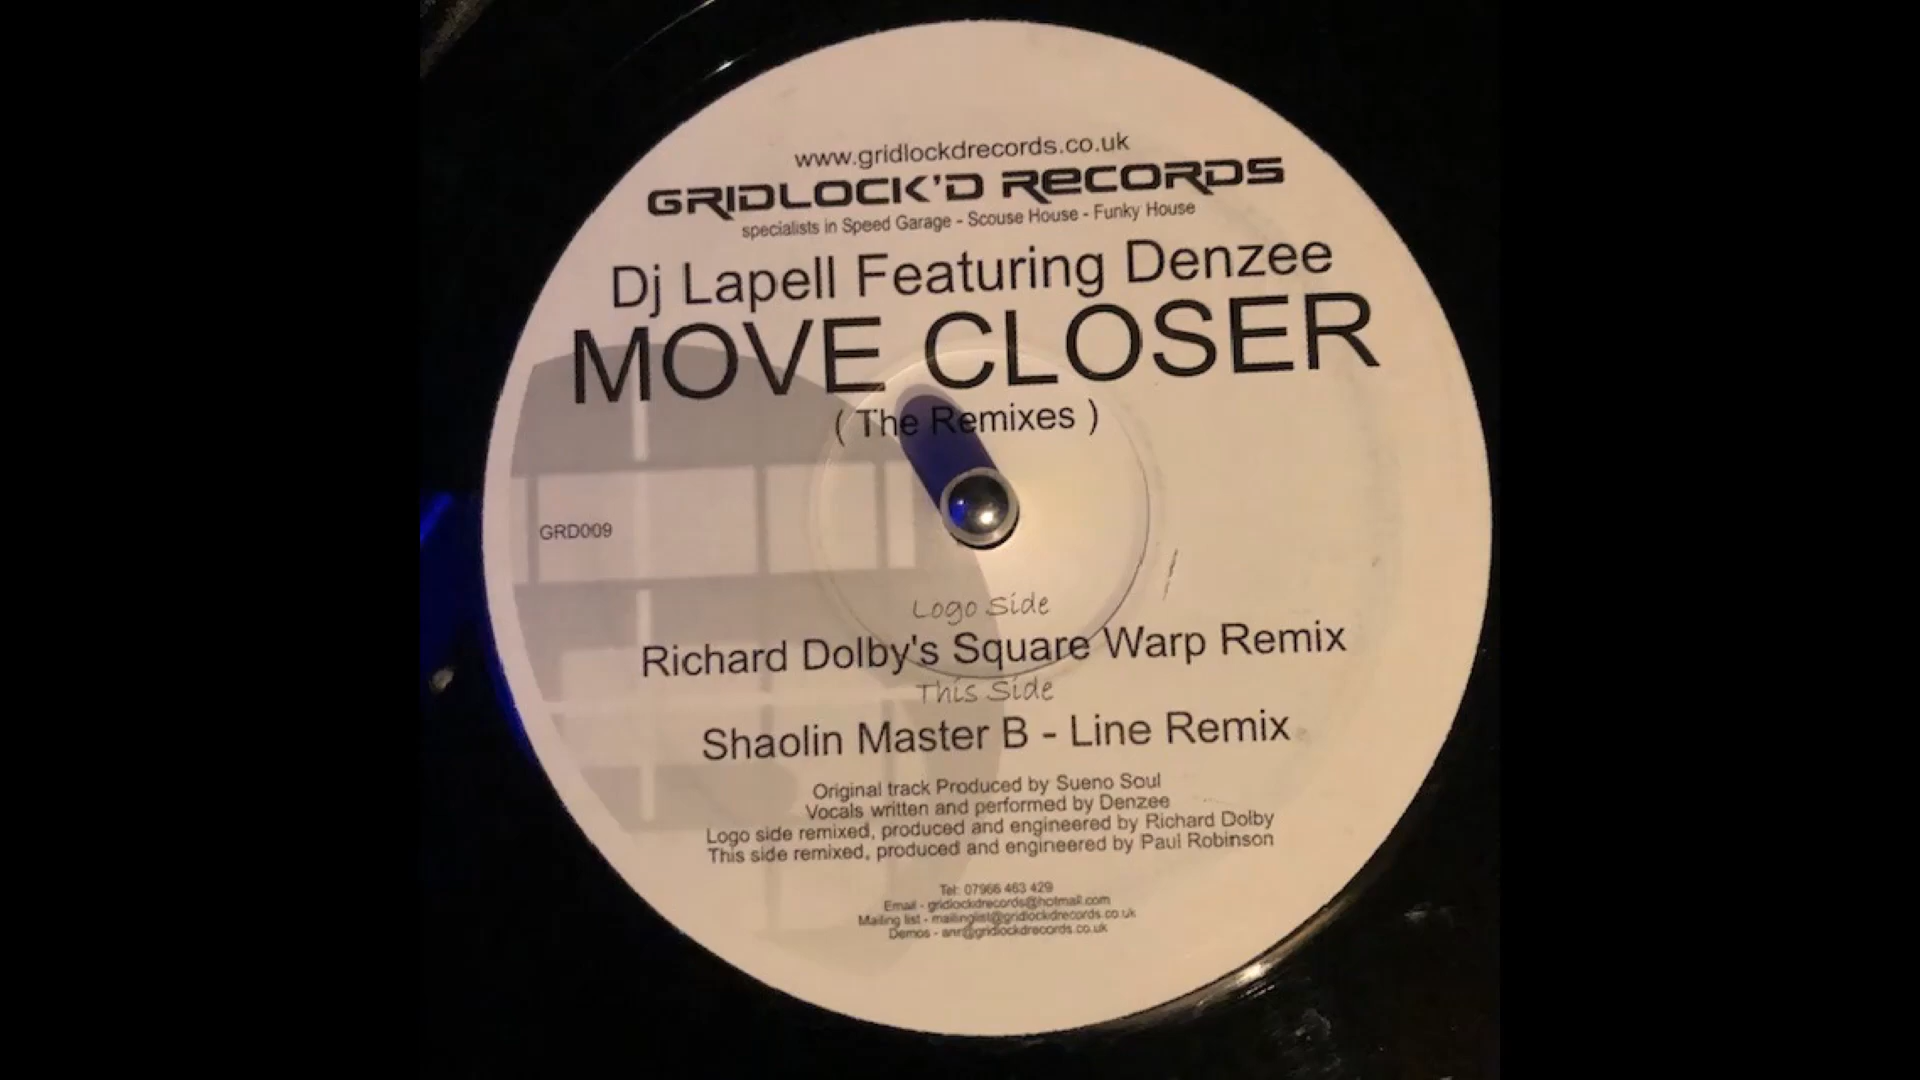 www.gridlockdrecords.co.uk
GRIDLOCK'D RECORDS
specialists in Speed Garage - Scouse House - Funky House
Dj Lapell Featuring Denzee
MOVE CLOSER
( The Remixes )
GRD009
Logo Side
Richard Dolby's Square Warp Remix
This Side
Shaolin Master B - Line Remix
Original track Produced by Sueno Soul
Vocals written and performed by Denzee
Logo side remixed, produced and engineered by Richard Dolby
This side remixed, produced and engineered by Paul Robinson
Tel: 07966 463 429
Email - gridlockdrecords@hotmail.com
Mailing list - mailinglist@gridlockdrecords.co.uk
Demos - anr@gridlockdrecords.co.uk